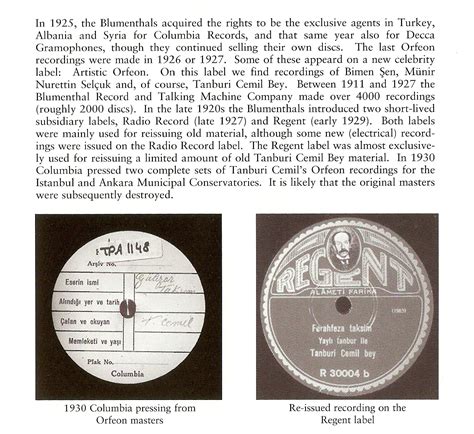 In 1925, the Blumenthals acquired the rights to be the exclusive agents in Turkey,
Albania and Syria for Columbia Records, and that same year also for Decca
Gramophones, though they continued selling their own discs. The last Orfeon
recordings were made in 1926 or 1927. Some of these appeard on a new celebrity
label: Artistic Orfeon. On this label we find recordings of Bimen Şen, Münir
Nurettin Selçuk and, of course, Tanburi Cemil Bey. Between 1911 and 1927 the
Blumenthal Record and Talking Machine Company made over 4000 recordings
(roughly 2000 discs). In the late 1920s the Blumenthals introduced two short-lived
subsidiary labels, Radio Record (late 1927) and Regent (early 1929). Both labels
were mainly used for reissuing old material, although some new (electrical) record-
ings were issued on the Radio Record label. The Regent label was almost exclusive-
ly used for reissuing a limited amount of old Tanburi Cemil Bey material. In 1930
Columbia pressed two complete sets of Tanburi Cemil's Orfeon recordings for the
Istanbul and Ankara Municipal Conservatories. It is likely that the original masters
were subsequently destroyed.
TPA 1148
Arşiv No.
Eserin ismi
Alındığı yer ve tarih
Çalan ve okuyan
T. Cemil
Memleketi ve yaşı
Plak No.
Columbia
REGENT
ALAMETİ FARİKA
Ferahfeza taksim
Yaylı tanbur ile
Tanburi Cemil bey
R 30004 b
1930 Columbia pressing from
Orfeon masters
Re-issued recording on the
Regent label